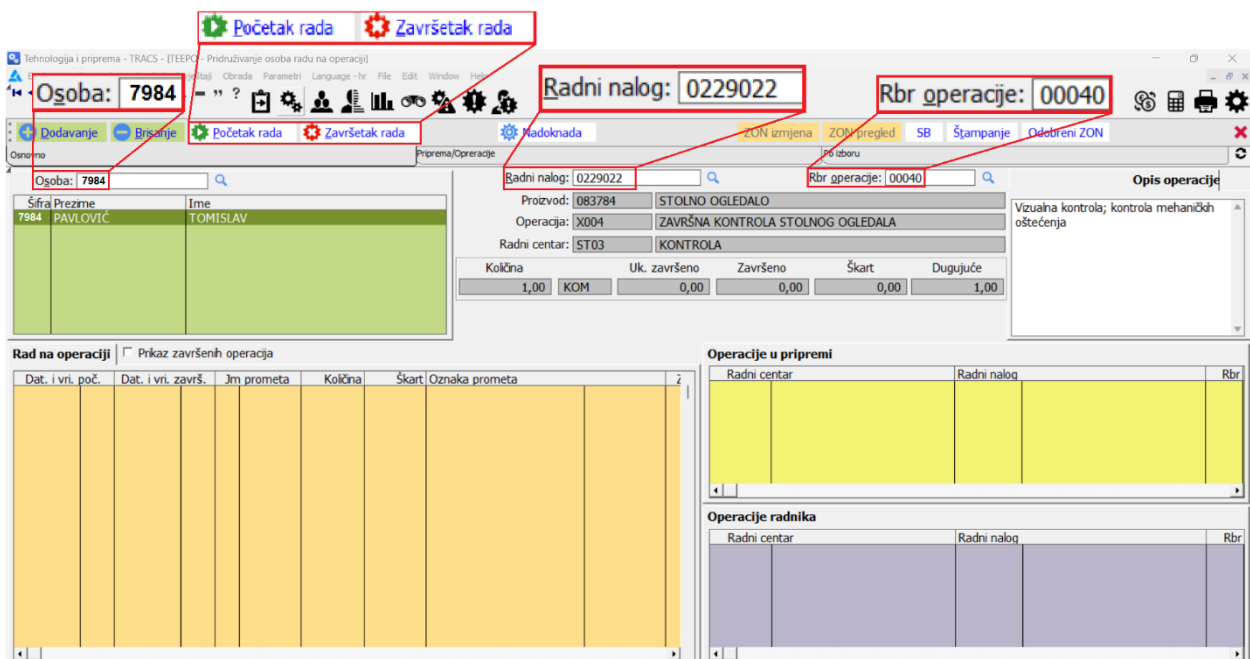 Početak rada Završetak rada
Tehnologija i priprema - TRACS - [TEEPO - Pridruživanje osoba radu na operaciji]
Obrada Parametri Language - hr File Edit Window Help
Osoba: 7984
Radni nalog: 0229022
Rbr operacije: 00040
Dodavanje Brisanje Početak rada Završetak rada Nadoknada ZON izmjena ZON pregled SB Štampanje Odobreni ZON
Osnovno Priprema/Opreracije Po izboru
Osoba: 7984 Radni nalog: 0229022 Rbr operacije: 00040 Opis operacije
Šifra Prezime Ime
7984 PAVLOVIĆ TOMISLAV
Proizvod: 083784 STOLNO OGLEDALO
Operacija: X004 ZAVRŠNA KONTROLA STOLNOG OGLEDALA
Radni centar: ST03 KONTROLA
Količina Uk. završeno Završeno Škart Dugujuće
1,00 KOM 0,00 0,00 0,00 1,00
Vizualna kontrola; kontrola mehaničkih
oštećenja
Rad na operaciji Prikaz završenih operacija
Dat. i vri. poč. Dat. i vri. završ. Jm prometa Količina Škart Oznaka prometa
Operacije u pripremi
Radni centar Radni nalog Rbr
Operacije radnika
Radni centar Radni nalog Rbr